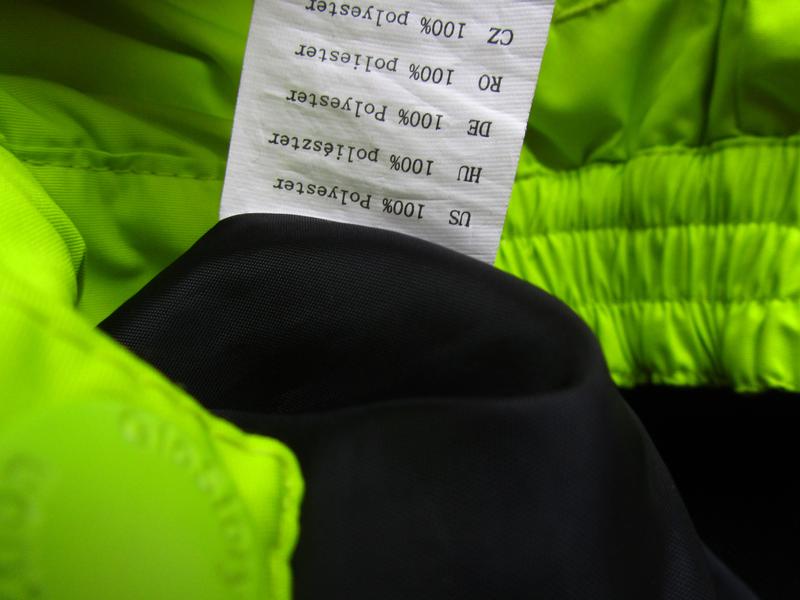 US 100% Polyester
HU 100% poliészter
DE 100% Polyester
RO 100% poliester
CZ 100% polyester